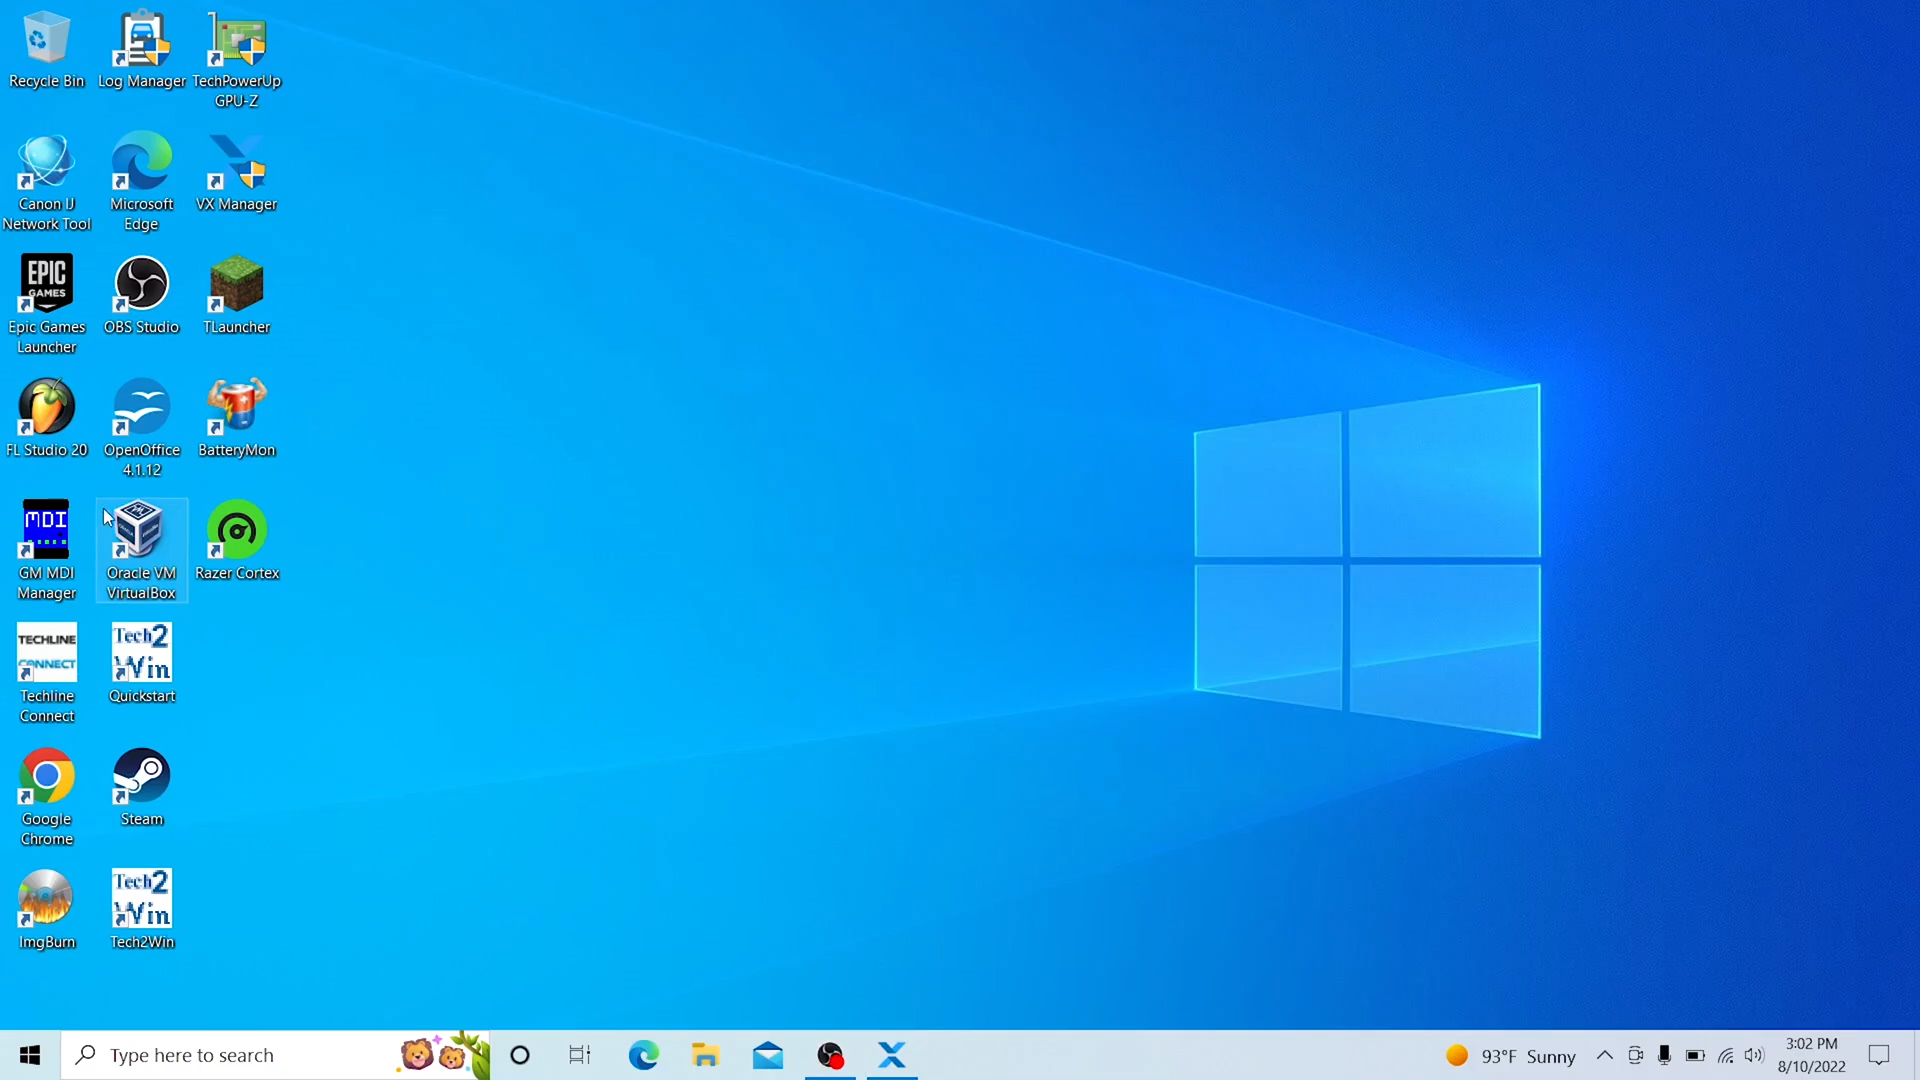 Recycle Bin
Log Manager
TechPowerUp
GPU-Z
Canon IJ
Network Tool
Microsoft
Edge
VX Manager
EPIC
GAMES
Epic Games
Launcher
OBS Studio
TLauncher
FL Studio 20
OpenOffice
4.1.12
BatteryMon
MDI
GM MDI
Manager
VM
Oracle VM
VirtualBox
Razer Cortex
TECHLINE
CONNECT
Techline
Connect
Tech2
Win
Quickstart
Google
Chrome
Steam
ImgBurn
Tech2
Win
Tech2Win
Type here to search
93°F Sunny
3:02 PM
8/10/2022